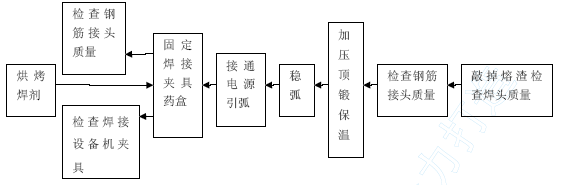 检查钢
筋接头
质量
烘烤
焊剂
检查焊接
设备机夹
具
固定
焊接
夹具
药盒
接通
电源
引弧
稳
弧
加
压
顶
锻
保
温
检查钢筋
接头质量
敲掉熔渣检
查焊头质量